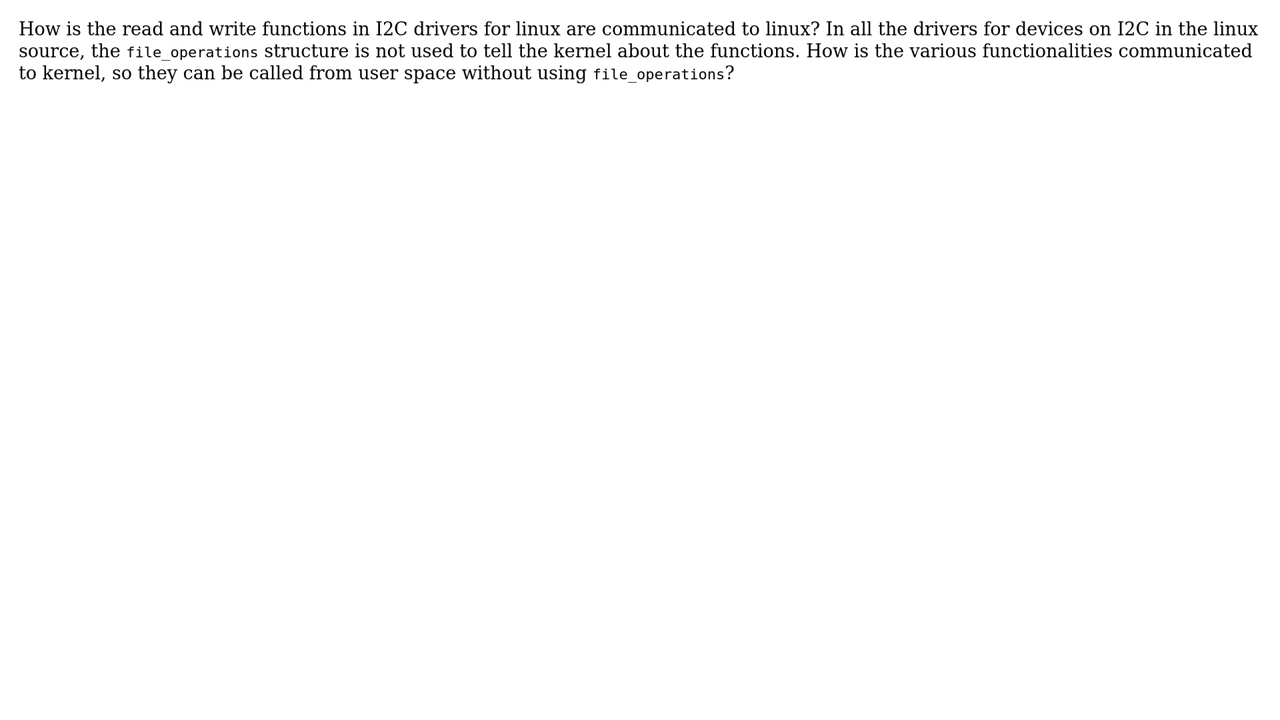 How is the read and write functions in I2C drivers for linux are communicated to linux? In all the drivers for devices on I2C in the linux
source, the file_operations structure is not used to tell the kernel about the functions. How is the various functionalities communicated
to kernel, so they can be called from user space without using file_operations?